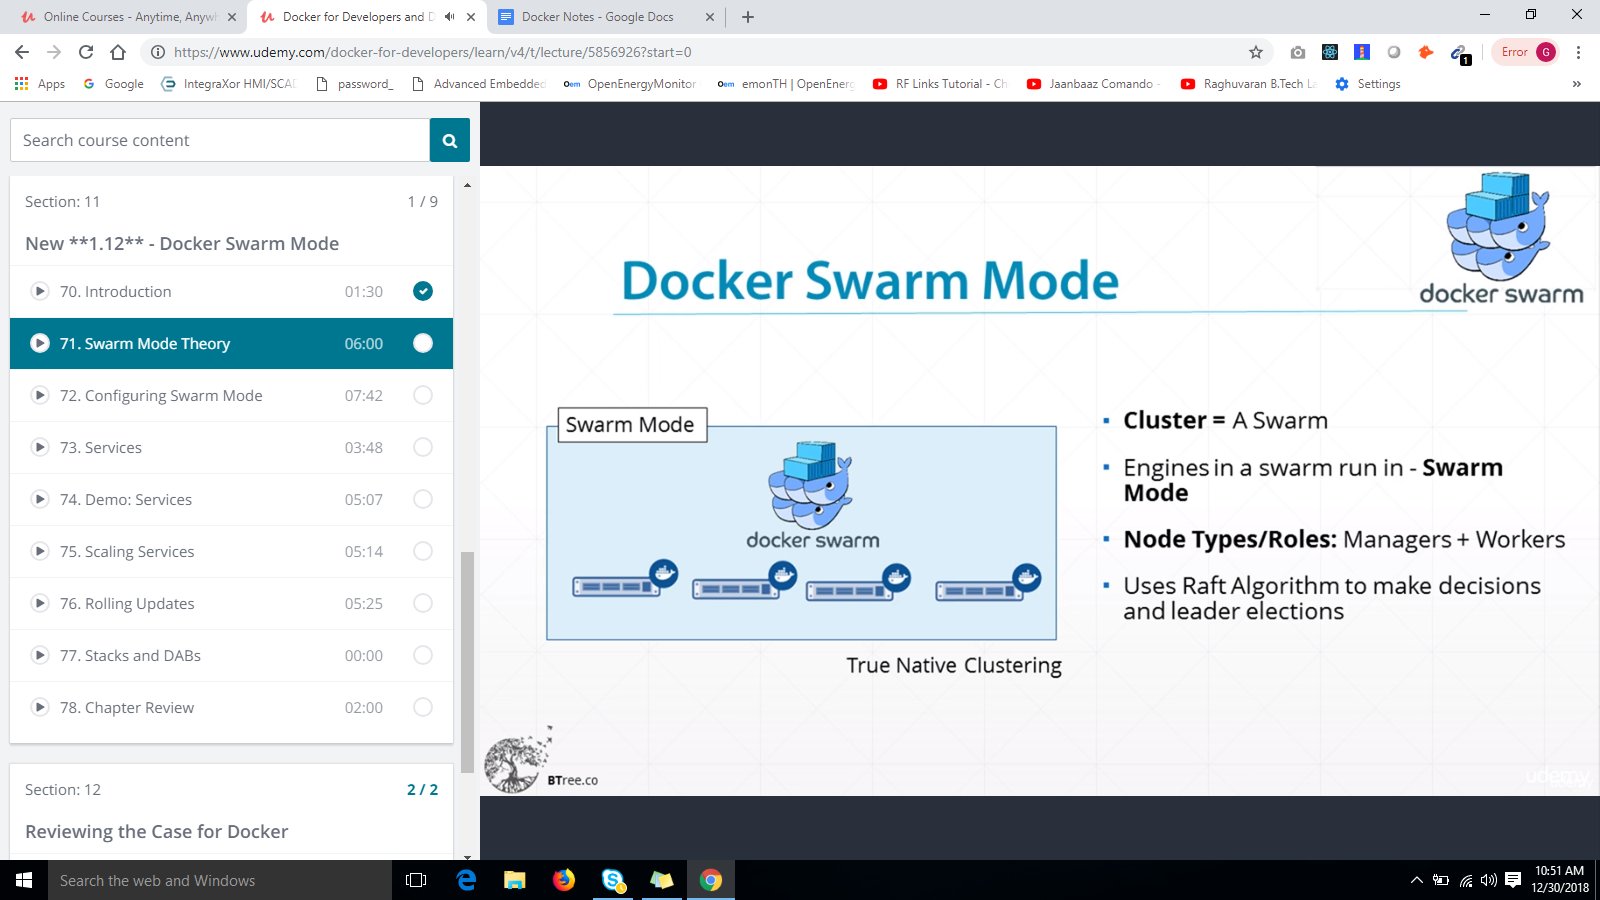 Online Courses - Anytime, Anywh
Docker for Developers and D
Docker Notes - Google Docs
https://www.udemy.com/docker-for-developers/learn/v4/t/lecture/5856926?start=0
1
Error
G
Apps
Google
IntegraXor HMI/SCAD
password_
Advanced Embedded
OpenEnergyMonitor
emonTH | OpenEnerg
RF Links Tutorial - Ch
Jaanbaaz Comando -
Raghuvaran B.Tech La
Settings
»
Search course content
Section: 11
1 / 9
New **1.12** - Docker Swarm Mode
70. Introduction
01:30
71. Swarm Mode Theory
06:00
72. Configuring Swarm Mode
07:42
73. Services
03:48
74. Demo: Services
05:07
75. Scaling Services
05:14
76. Rolling Updates
05:25
77. Stacks and DABs
00:00
78. Chapter Review
02:00
Section: 12
2 / 2
Reviewing the Case for Docker
docker swarm
Docker Swarm Mode
Swarm Mode
docker swarm
True Native Clustering
▪ Cluster = A Swarm
▪ Engines in a swarm run in - Swarm
Mode
▪ Node Types/Roles: Managers + Workers
▪ Uses Raft Algorithm to make decisions
and leader elections
BTree.co
udemy
Search the web and Windows
10:51 AM
12/30/2018